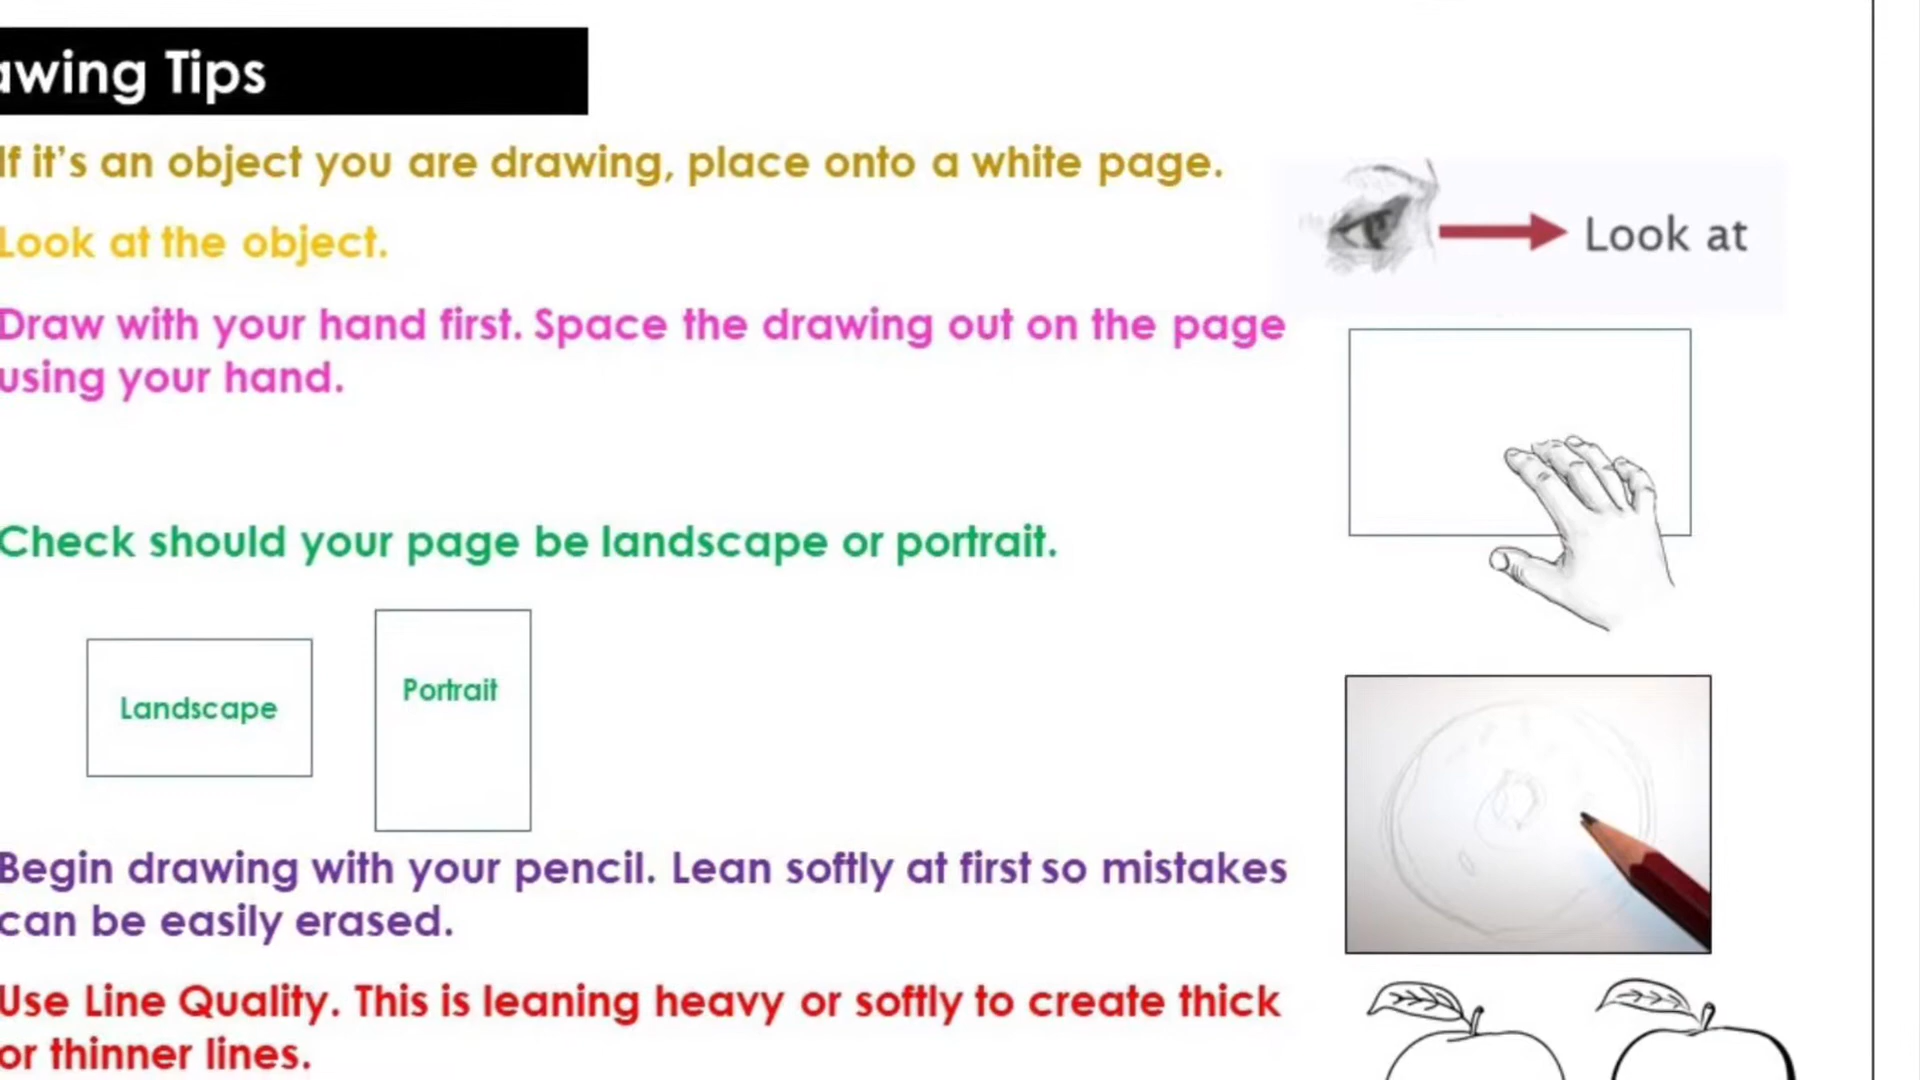 awing Tips
If it's an object you are drawing, place onto a white page.
Look at the object.
Look at
Draw with your hand first. Space the drawing out on the page
using your hand.
Check should your page be landscape or portrait.
Landscape
Portrait
Begin drawing with your pencil. Lean softly at first so mistakes
can be easily erased.
Use Line Quality. This is leaning heavy or softly to create thick
or thinner lines.